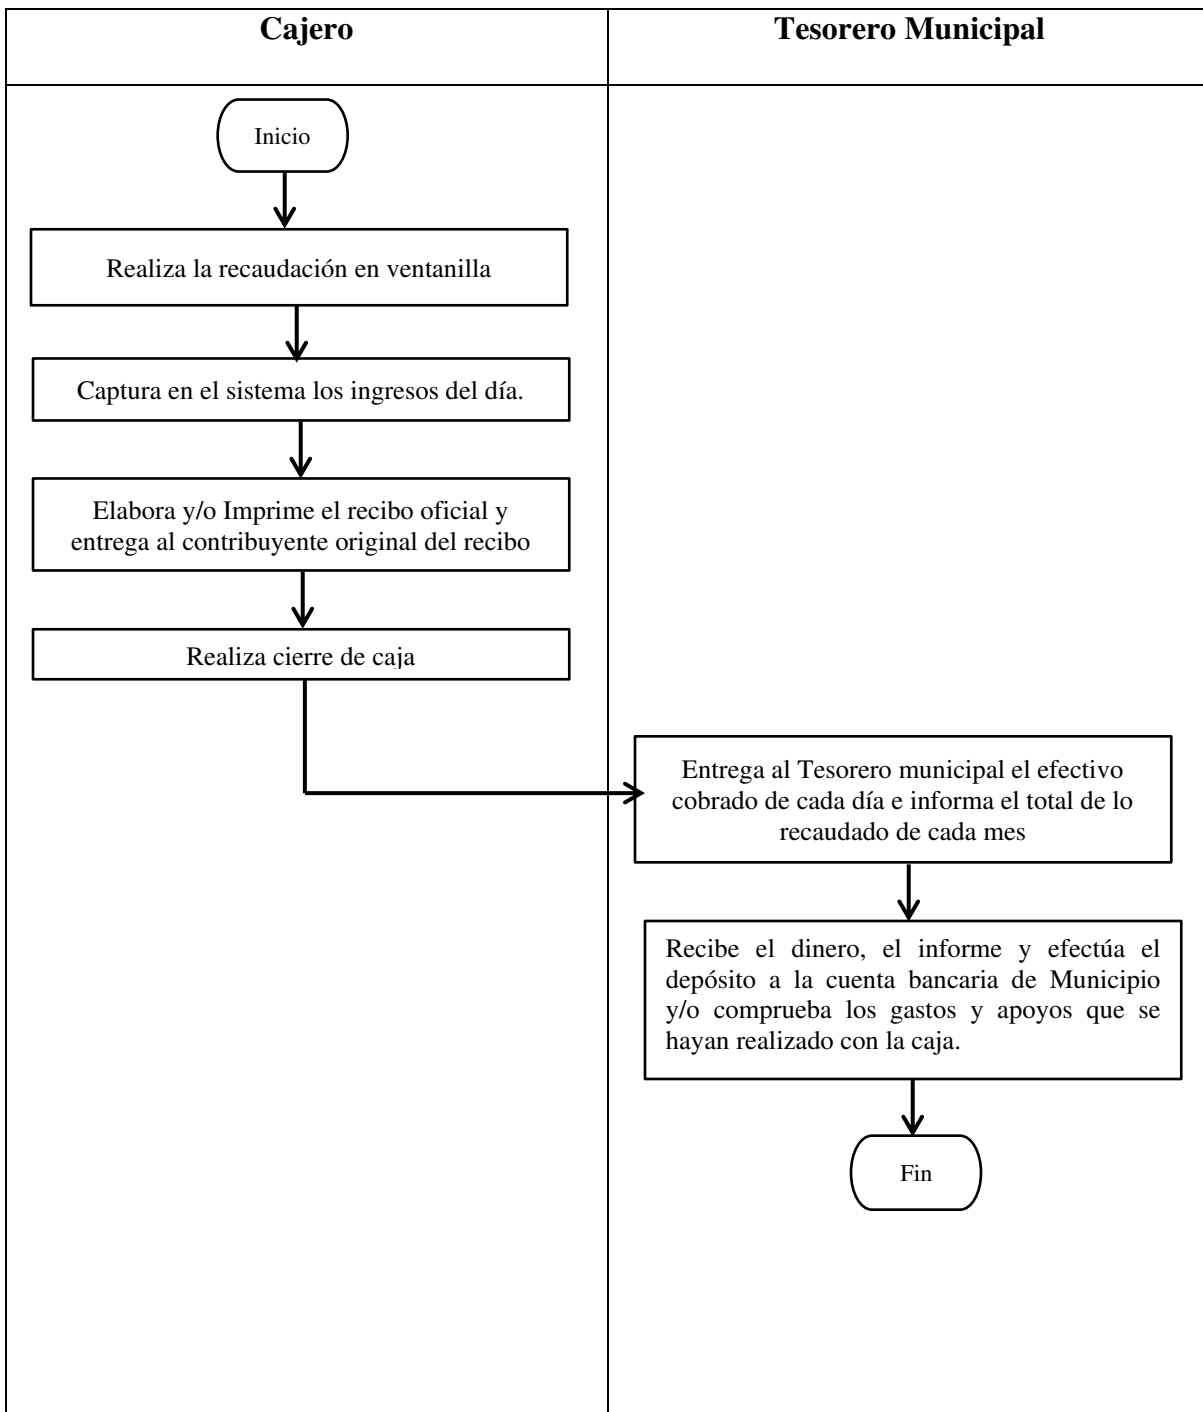 Cajero
Tesorero Municipal
Inicio
Realiza la recaudación en ventanilla
Captura en el sistema los ingresos del día.
Elabora y/o Imprime el recibo oficial y
entrega al contribuyente original del recibo
Realiza cierre de caja
Entrega al Tesorero municipal el efectivo
cobrado de cada día e informa el total de lo
recaudado de cada mes
Recibe el dinero, el informe y efectúa el
depósito a la cuenta bancaria de Municipio
y/o comprueba los gastos y apoyos que se
hayan realizado con la caja.
Fin